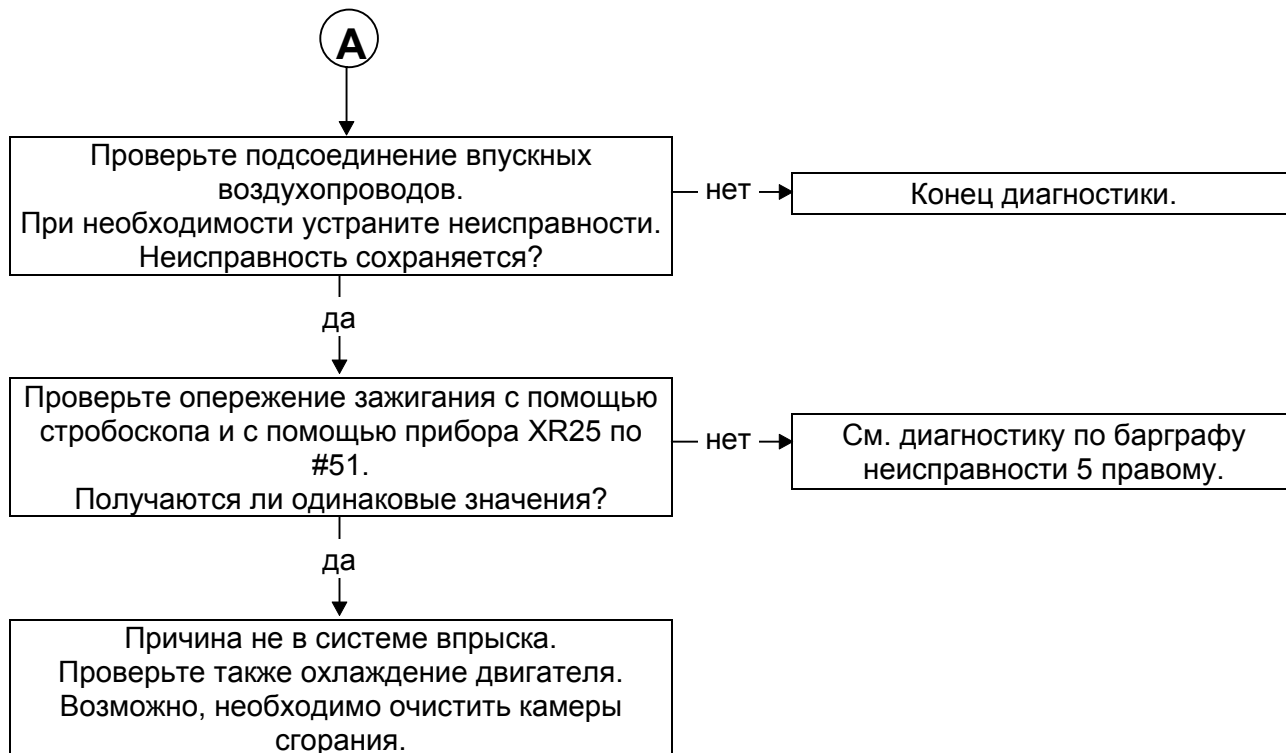 А
Проверьте подсоединение впускных
воздухопроводов.
При необходимости устраните неисправности.
Неисправность сохраняется?
нет
Конец диагностики.
да
Проверьте опережение зажигания с помощью
стробоскопа и с помощью прибора XR25 по
#51.
Получаются ли одинаковые значения?
нет
См. диагностику по барграфу
неисправности 5 правому.
да
Причина не в системе впрыска.
Проверьте также охлаждение двигателя.
Возможно, необходимо очистить камеры
сгорания.